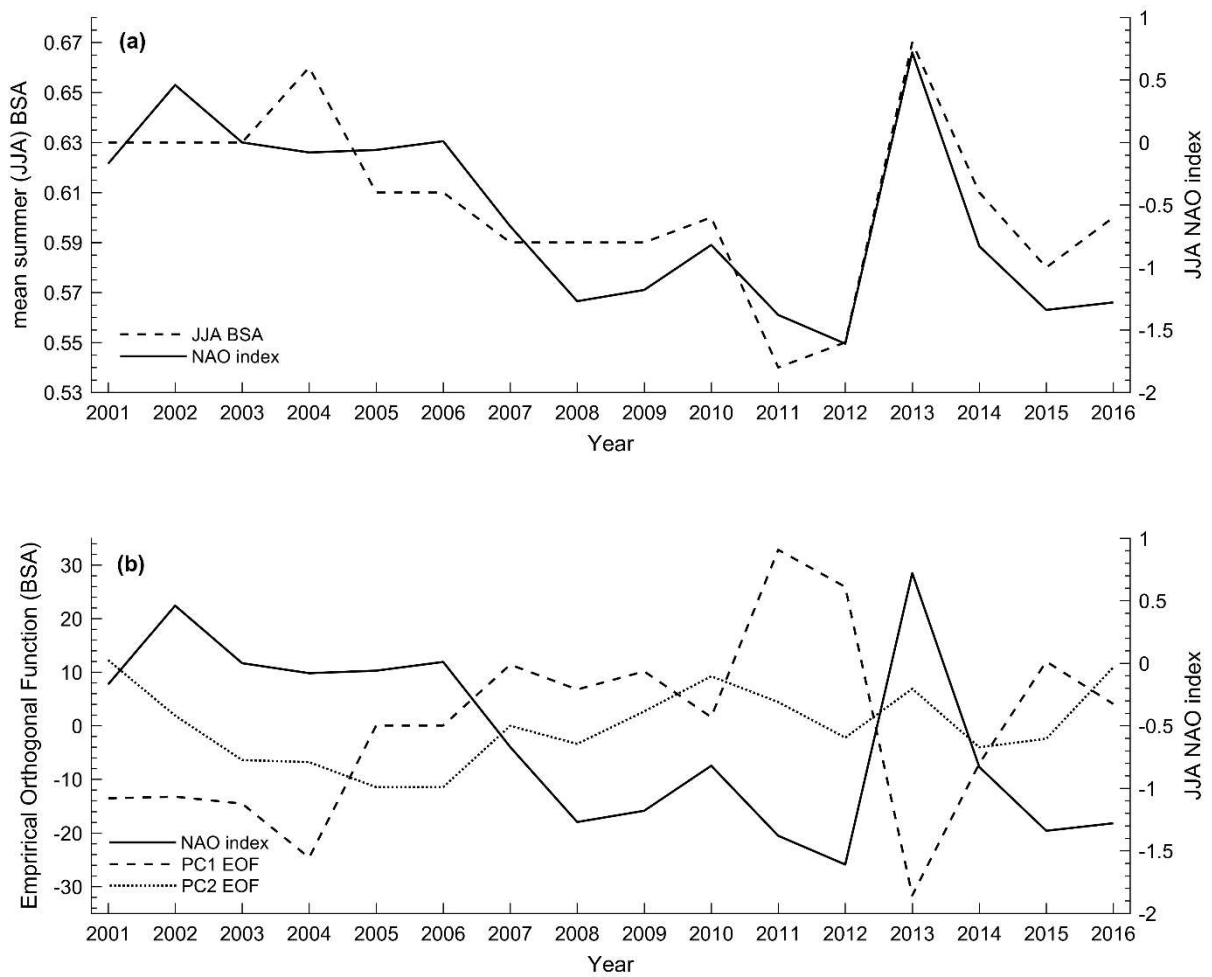 (a)
mean summer (JJA) BSA
0.67
0.65
0.63
0.61
0.59
0.57
0.55
0.53
JJA BSA
NAO index
1
0.5
0
-0.5
-1
-1.5
-2
JJA NAO index
2001 2002 2003 2004 2005 2006 2007 2008 2009 2010 2011 2012 2013 2014 2015 2016
Year
(b)
Emprirical Orthogonal Function (BSA)
30
20
10
0
-10
-20
-30
NAO index
PC1 EOF
PC2 EOF
1
0.5
0
-0.5
-1
-1.5
-2
JJA NAO index
2001 2002 2003 2004 2005 2006 2007 2008 2009 2010 2011 2012 2013 2014 2015 2016
Year